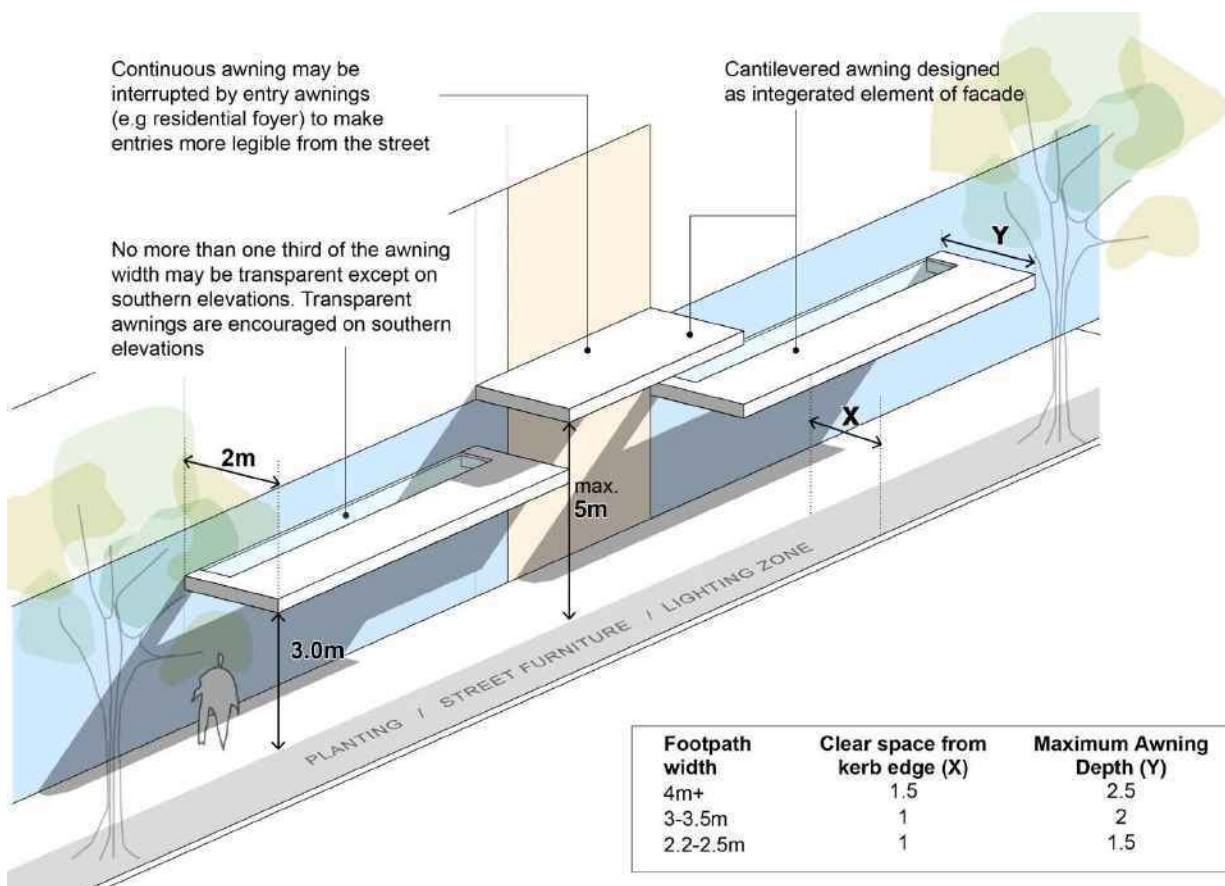 Continuous awning may be
interrupted by entry awnings
(e.g residential foyer) to make
entries more legible from the street
Cantilevered awning designed
as integerated element of facade
No more than one third of the awning
width may be transparent except on
southern elevations. Transparent
awnings are encouraged on southern
elevations
Y
X
2m
max.
5m
3.0m
PLANTING / STREET FURNITURE / LIGHTING ZONE
Footpath width Clear space from kerb edge (X) Maximum Awning Depth (Y)
4m+ 1.5 2.5
3-3.5m 1 2
2.2-2.5m 1 1.5